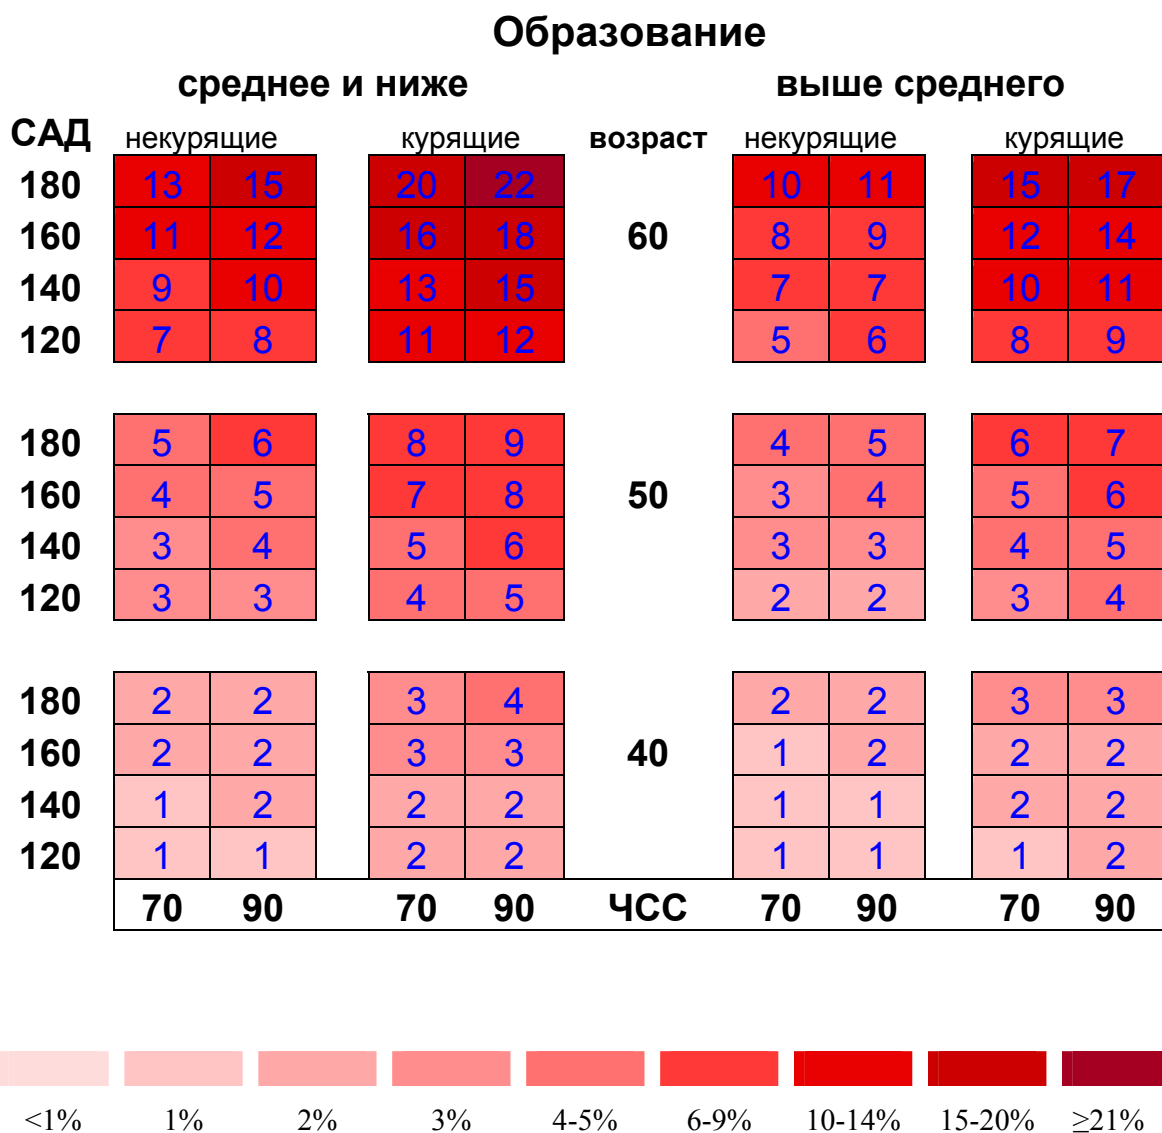 Образование
среднее и ниже выше среднего
САД некурящие курящие возраст некурящие курящие
180 13 15 20 22 10 11 15 17
160 11 12 16 18 60 8 9 12 14
140 9 10 13 15 7 7 10 11
120 7 8 11 12 5 6 8 9
180 5 6 8 9 4 5 6 7
160 4 5 7 8 50 3 4 5 6
140 3 4 5 6 3 3 4 5
120 3 3 4 5 2 2 3 4
180 2 2 3 4 2 2 3 3
160 2 2 3 3 40 1 2 2 2
140 1 2 2 2 1 1 2 2
120 1 1 2 2 1 1 1 2
70 90 70 90 ЧСС 70 90 70 90
<1% 1% 2% 3% 4-5% 6-9% 10-14% 15-20% ≥21%